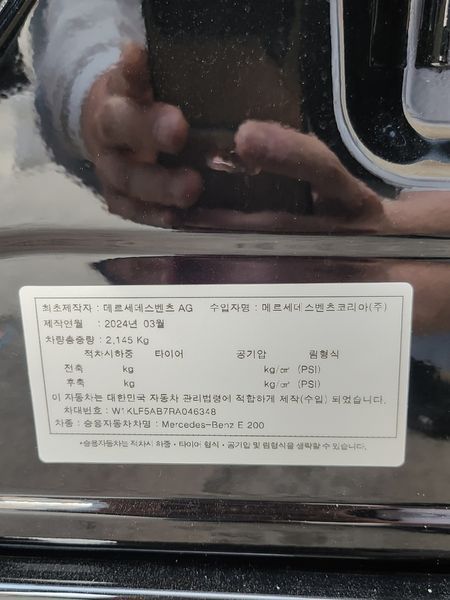 최초제작자 : 메르세데스벤츠 AG 수입자명 : 메르세데스벤츠코리아(주)
제작연월 : 2024년 03월
차량총중량 : 2,145 Kg
적차시하중 타이어 공기압 림형식
전축 kg kg/㎠ (PSI)
후축 kg kg/㎠ (PSI)
이 자동차는 대한민국 자동차 관리법령에 적합하게 제작(수입) 되었습니다.
차대번호 : W1KLF5AB7RA046348
차종 : 승용자동차차명 : Mercedes-Benz E 200
*승용자동차는 적차시 하중 • 타이어 형식 • 공기압 및 림형식을 생략할 수 있습니다.